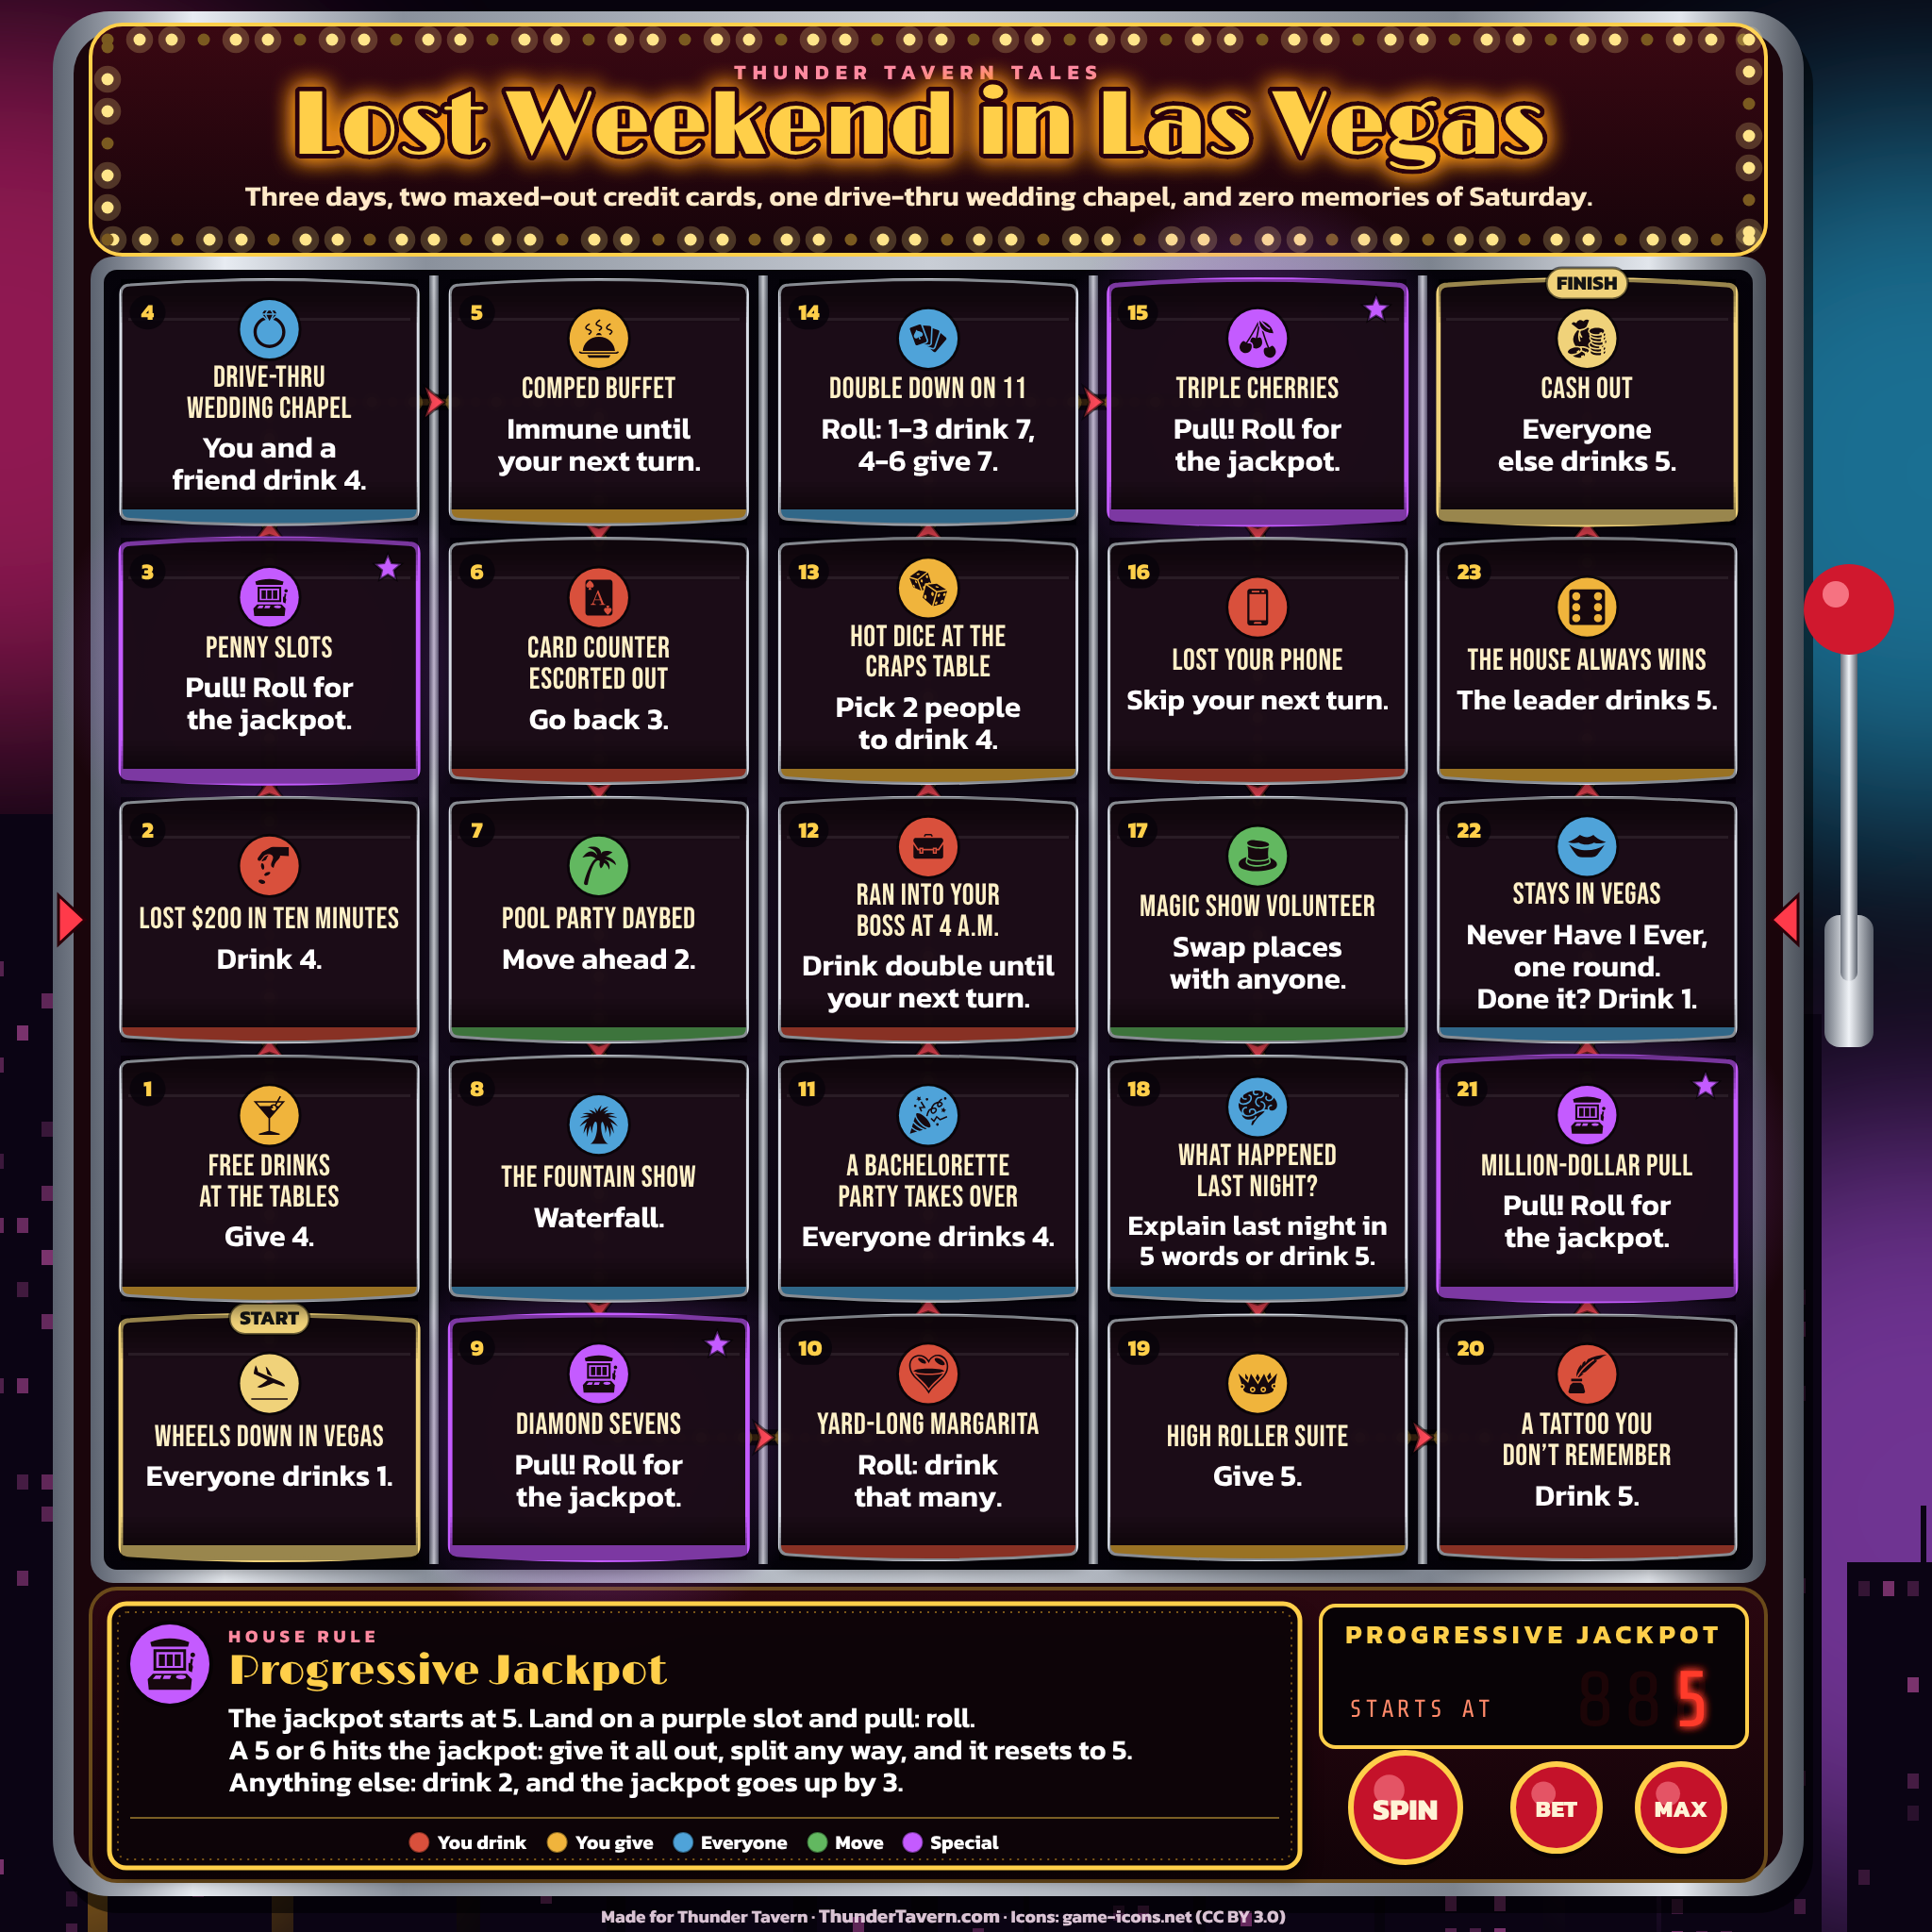 THUNDER TAVERN TALES
Lost Weekend in Las Vegas
Three days, two maxed-out credit cards, one drive-thru wedding chapel, and zero memories of Saturday.
4
DRIVE-THRU
WEDDING CHAPEL
You and a
friend drink 4.
5
COMPED BUFFET
Immune until
your next turn.
14
DOUBLE DOWN ON 11
Roll: 1-3 drink 7,
4-6 give 7.
15
TRIPLE CHERRIES
Pull! Roll for
the jackpot.
FINISH
CASH OUT
Everyone
else drinks 5.
3
PENNY SLOTS
Pull! Roll for
the jackpot.
6
A
CARD COUNTER
ESCORTED OUT
Go back 3.
13
HOT DICE AT THE
CRAPS TABLE
Pick 2 people
to drink 4.
16
LOST YOUR PHONE
Skip your next turn.
23
THE HOUSE ALWAYS WINS
The leader drinks 5.
2
LOST $200 IN TEN MINUTES
Drink 4.
7
POOL PARTY DAYBED
Move ahead 2.
12
RAN INTO YOUR
BOSS AT 4 A.M.
Drink double until
your next turn.
17
MAGIC SHOW VOLUNTEER
Swap places
with anyone.
22
STAYS IN VEGAS
Never Have I Ever,
one round.
Done it? Drink 1.
1
FREE DRINKS
AT THE TABLES
Give 4.
8
THE FOUNTAIN SHOW
Waterfall.
11
A BACHELORETTE
PARTY TAKES OVER
Everyone drinks 4.
18
WHAT HAPPENED
LAST NIGHT?
Explain last night in
5 words or drink 5.
21
MILLION-DOLLAR PULL
Pull! Roll for
the jackpot.
START
WHEELS DOWN IN VEGAS
Everyone drinks 1.
9
DIAMOND SEVENS
Pull! Roll for
the jackpot.
10
YARD-LONG MARGARITA
Roll: drink
that many.
19
HIGH ROLLER SUITE
Give 5.
20
A TATTOO YOU
DON'T REMEMBER
Drink 5.
HOUSE RULE
Progressive Jackpot
The jackpot starts at 5. Land on a purple slot and pull: roll.
A 5 or 6 hits the jackpot: give it all out, split any way, and it resets to 5.
Anything else: drink 2, and the jackpot goes up by 3.
You drink
You give
Everyone
Move
Special
PROGRESSIVE JACKPOT
STARTS AT 5
SPIN
BET
MAX
Made for Thunder Tavern · ThunderTavern.com · Icons: game-icons.net (CC BY 3.0)